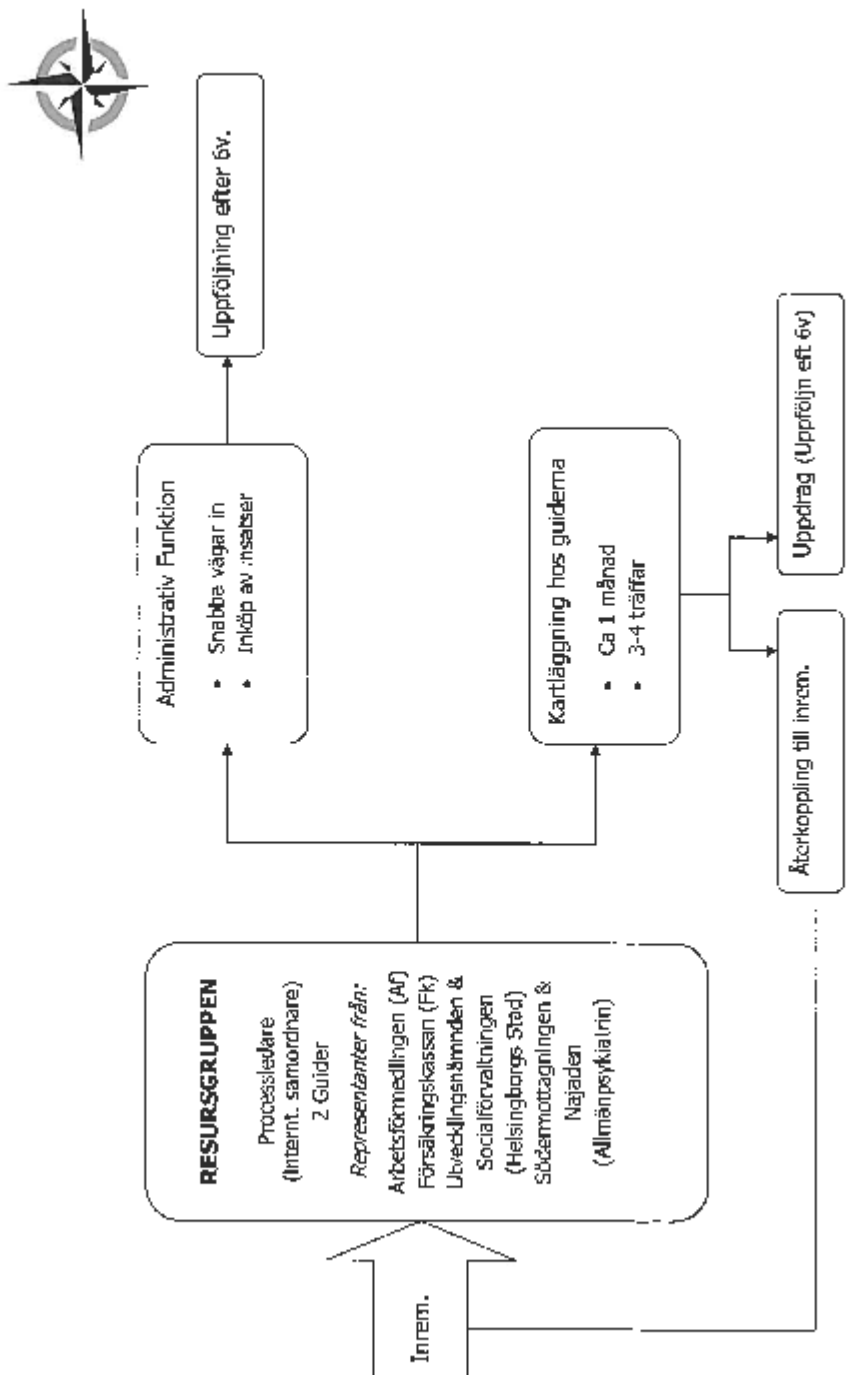 Inrem.
RESURSGRUPPEN
Processledare
(Internt. samordnare)
2 Guider
Representanter från:
Arbetsförmedlingen (Af)
Försäkringskassan (Fk)
Utvecklingsnämnden &
Socialförvaltningen
(Helsingborgs Stad)
Södermottagningen &
Najaden
(Allmänpsykiatrin)
Administrativ Funktion
• Snabba vägar in
• Inköp av insatser
Uppföljning efter 6v.
Kartläggning hos guiderna
• Ca 1 månad
• 3-4 träffar
Återkoppling till inrem.
Uppdrag (Uppföljn eft 6v)